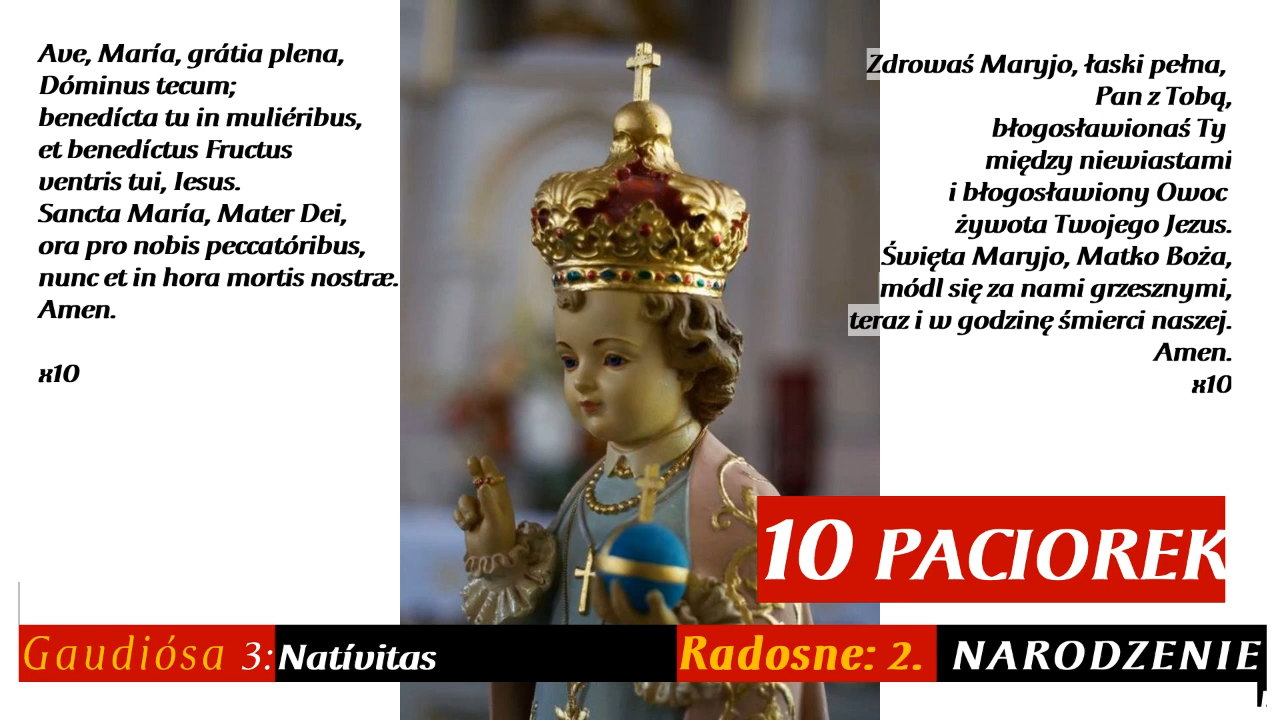 Ave, María, grátia plena,
Dóminus tecum;
benedícta tu in muliéribus,
et benedíctus Fructus
ventris tui, Iesus.
Sancta María, Mater Dei,
ora pro nobis peccatóribus,
nunc et in hora mortis nostræ.
Amen.
x10
Zdrowaś Maryjo, łaski pełna,
Pan z Tobą,
błogosławionaś Ty
między niewiastami
i błogosławiony Owoc
żywota Twojego Jezus.
Święta Maryjo, Matko Boża,
módl się za nami grzesznymi,
teraz i w godzinę śmierci naszej.
Amen.
x10
10 PACIOREK
Gaudiósa 3: Natívitas
Radosne: 2. NARODZENIE